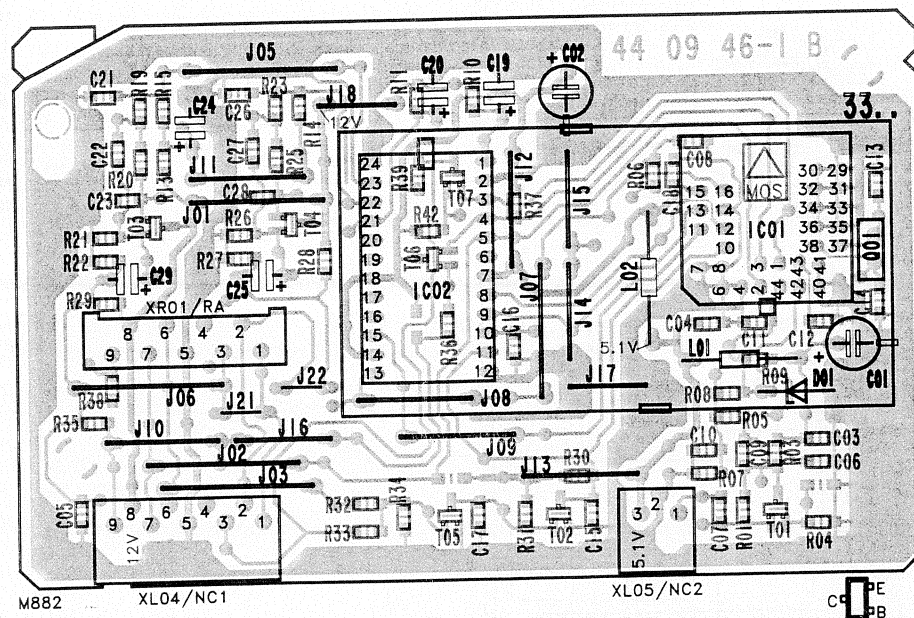 44 09 46-1 B
J05
C20 C19
C02
C21 R19 R15 C24
R23
R11 R10
J18
12V
33..
C26
R14
C22 J11 C27 R25
R20 R13
24 1
23 2
22 3
21 4
20 5
19 6
18 7
17 8
16 9
15 10
14 11
13 12
R39 T07
R42
T06
IC02
R36
C16
J12 R37 J15
R06 C18 C08
MOS
C13
30 29
15 16 32 31
13 14 IC01 34 33
11 12 36 35
10 38 37
7 8 2 3 1 43 41
6 4 2 44 42 40
Q01
C23 J01 C28
T03 R26 T04
R21
R22 R27 R28
C29 C25
R29
XR01/RA
8 6 4 2
9 7 5 3 1
J07 J14 L02
5.1V
C04 C11 C12
L01
R09 D01 C01
R38 J06 J22
J08 J17
R08
R35 J21
R05
J10 J16
J09
C10 C09 R03 C03
J02
J13 R30
C06
J03
R07
C05
8 6 4 2
9 7 5 3 1
12V
R32 R34
R33
T05 C17 R31 T02 C15
3 2 1
5.1V
C07 R01 T01 R04
M882
XL04/NC1
XL05/NC2
C E
B